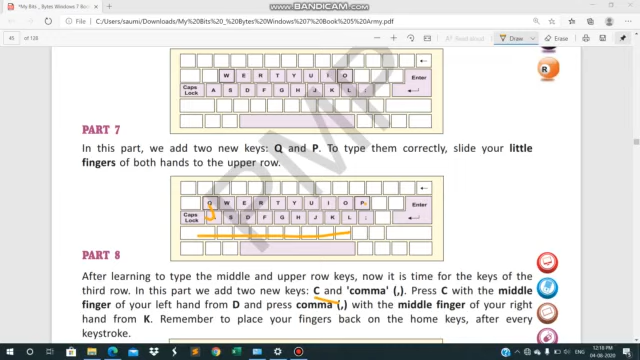 WWW.BANDICAM.COM
*My Bits _ Bytes Windows 7 Book
C:/Users/saumi/Downloads/My%20Bits%20_%20Bytes%20Windows%207%20Book%205%20Army.pdf
45 of 138
Read aloud Draw Erase
W E R T Y U I O Enter
Caps Lock A S D F G H J K L ;
PART 7
In this part, we add two new keys: Q and P. To type them correctly, slide your little
fingers of both hands to the upper row.
Q W E R T Y U I O P Enter
Caps Lock S D F G H J K L ;
PART 8
After learning to type the middle and upper row keys, now it is time for the keys of the
third row. In this part we add two new keys: C and 'comma' (,). Press C with the middle
finger of your left hand from D and press comma (,) with the middle finger of your right
hand from K. Remember to place your fingers back on the home keys, after every
keystroke.
PMP
R
ENG
12:18 PM
04-08-2020